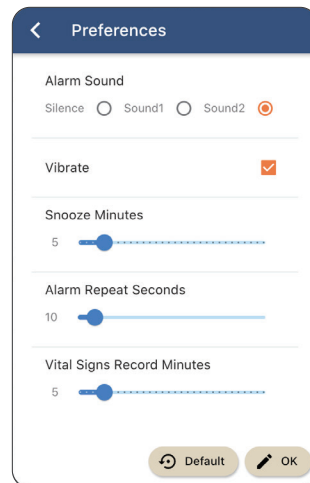 Preferences
Alarm Sound
Silence Sound1 Sound2
Vibrate
Snooze Minutes
5
Alarm Repeat Seconds
10
Vital Signs Record Minutes
5
Default OK